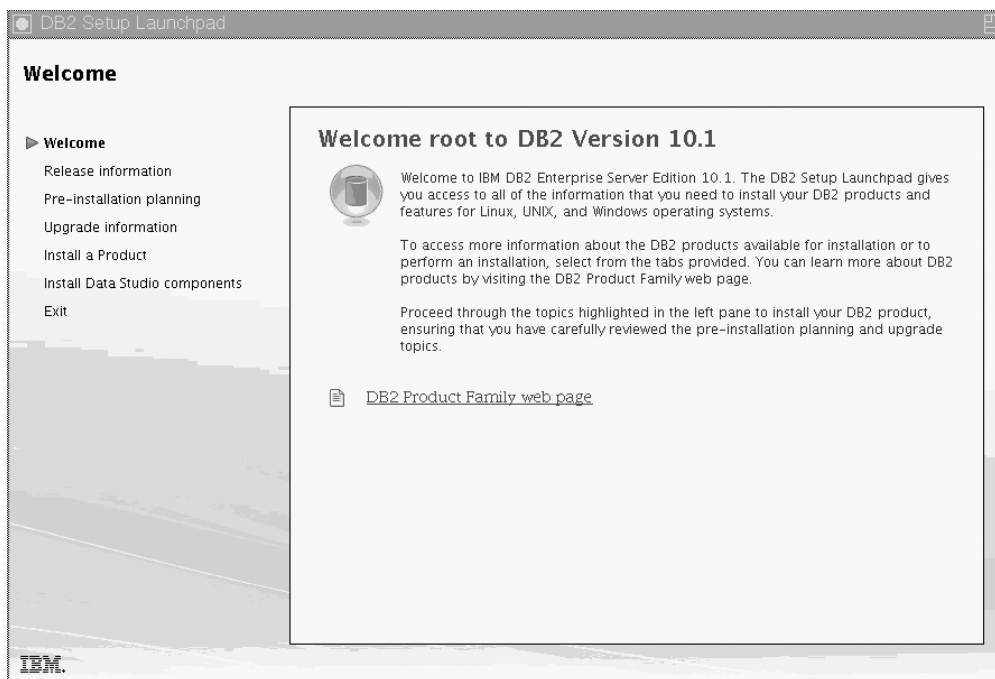 DB2 Setup Launchpad
Welcome
Welcome
Release information
Pre-installation planning
Upgrade information
Install a Product
Install Data Studio components
Exit
Welcome root to DB2 Version 10.1
Welcome to IBM DB2 Enterprise Server Edition 10.1. The DB2 Setup Launchpad gives
you access to all of the information that you need to install your DB2 products and
features for Linux, UNIX, and Windows operating systems.
To access more information about the DB2 products available for installation or to
perform an installation, select from the tabs provided. You can learn more about DB2
products by visiting the DB2 Product Family web page.
Proceed through the topics highlighted in the left pane to install your DB2 product,
ensuring that you have carefully reviewed the pre-installation planning and upgrade
topics.
DB2 Product Family web page
IBM.